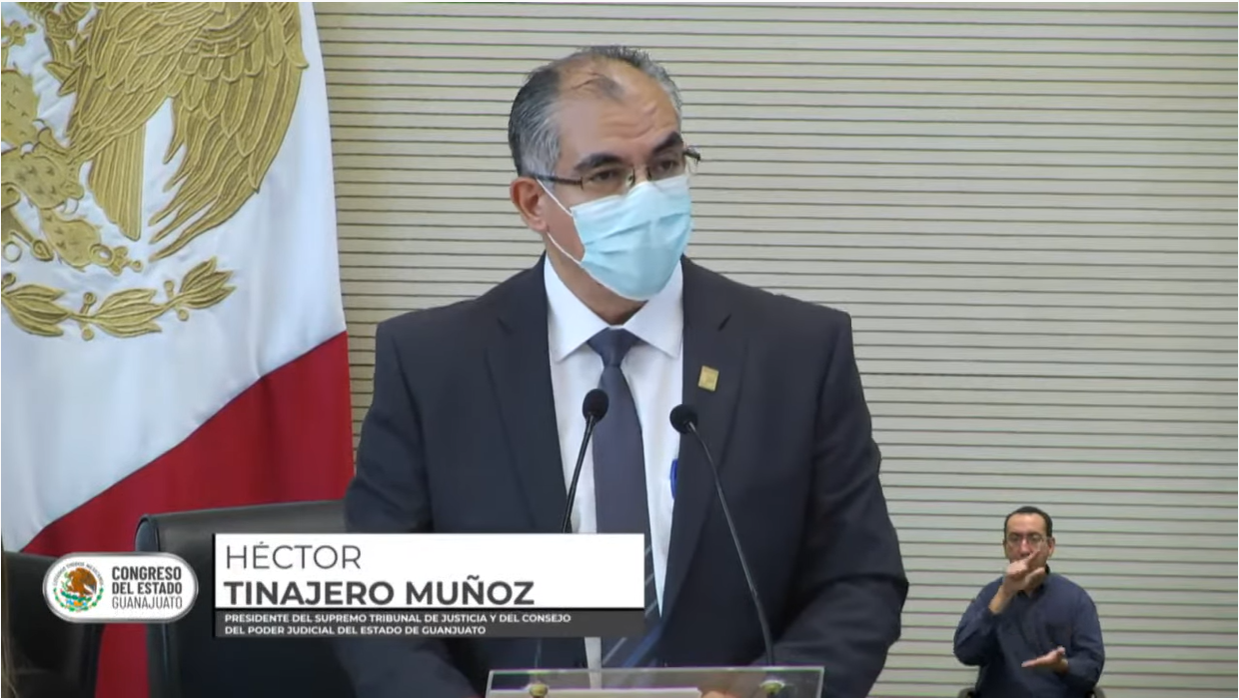 HÉCTOR
TINAJERO MUÑOZ
PRESIDENTE DEL SUPREMO TRIBUNAL DE JUSTICIA Y DEL CONSEJO
DEL PODER JUDICIAL DEL ESTADO DE GUANJUATO
CONGRESO
DEL ESTADO
GUANAJUATO